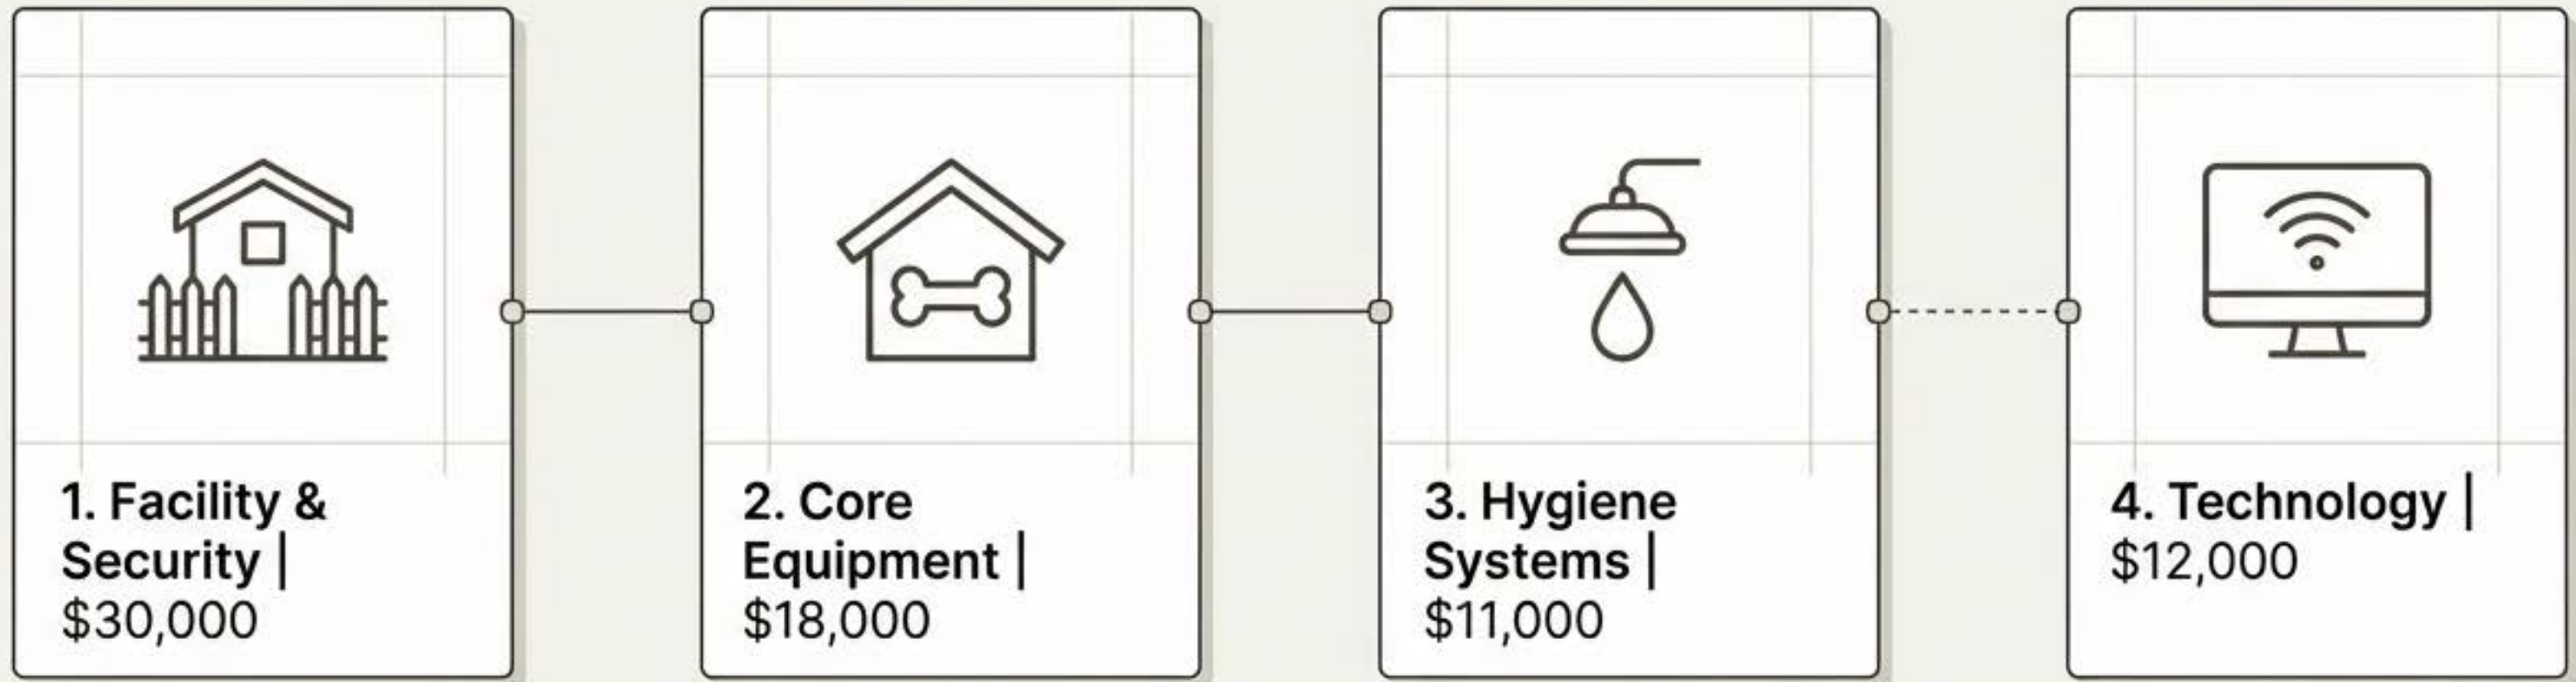 1. Facility &
Security |
$30,000
2. Core
Equipment |
$18,000
3. Hygiene
Systems |
$11,000
4. Technology |
$12,000